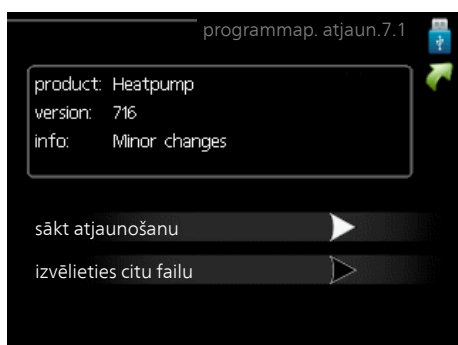 programmap. atjaun.7.1
product: Heatpump
version: 716
info: Minor changes
sākt atjaunošanu
izvēlieties citu failu